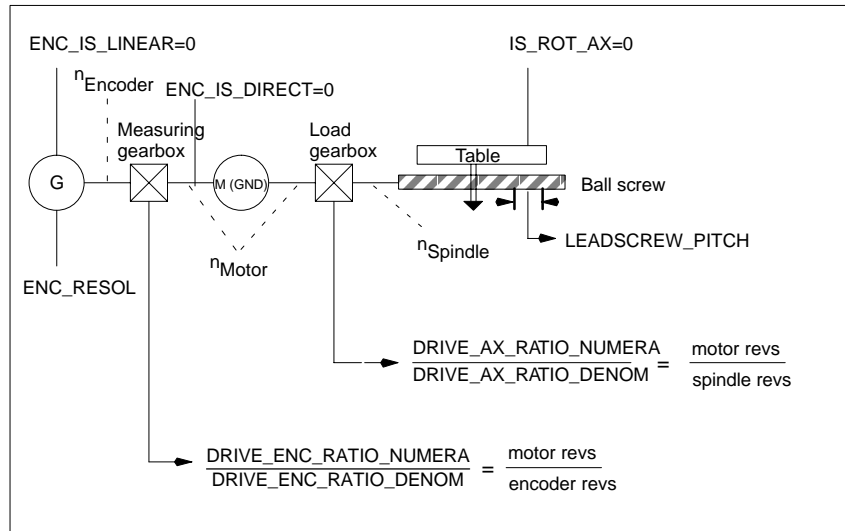 ENC_IS_LINEAR=0
IS_ROT_AX=0
nEncoder
ENC_IS_DIRECT=0
Measuring
gearbox
Load
gearbox
Table
G
M (GND)
Ball screw
nMotor
nSpindle
LEADSCREW_PITCH
ENC_RESOL
DRIVE_AX_RATIO_NUMERA
DRIVE_AX_RATIO_DENOM
=
motor revs
spindle revs
DRIVE_ENC_RATIO_NUMERA
DRIVE_ENC_RATIO_DENOM
=
motor revs
encoder revs